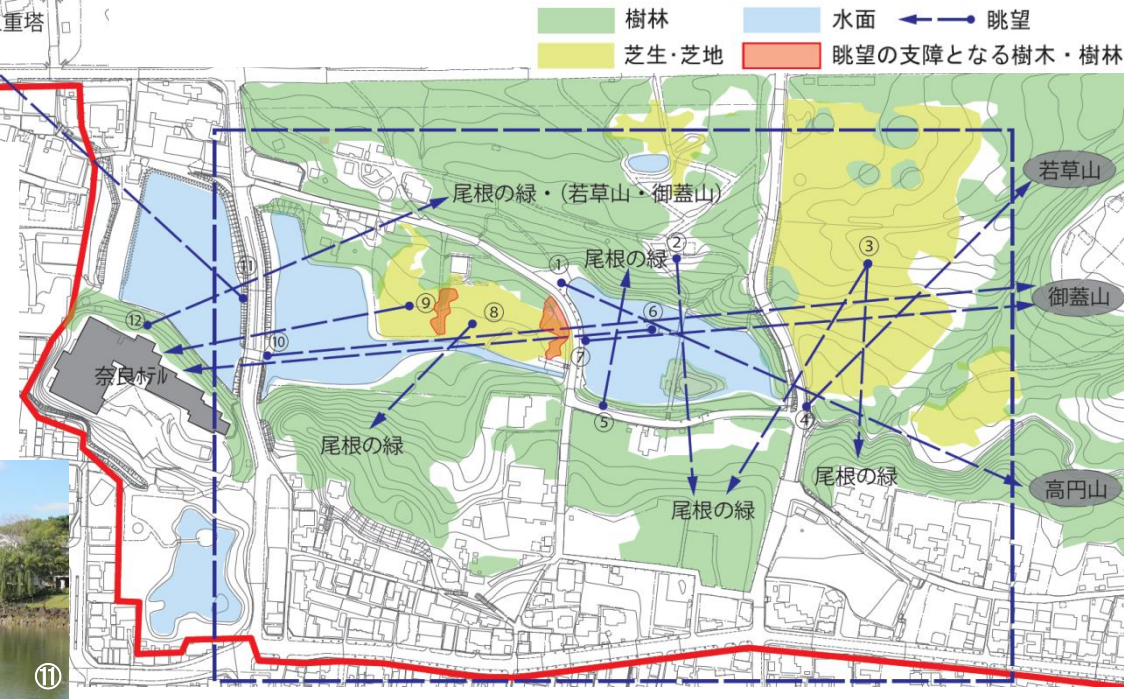 重塔
樹林
水面
眺望
芝生・芝地
眺望の支障となる樹木・樹林
若草山
尾根の緑・(若草山・御蓋山)
②
③
尾根の緑
①
御蓋山
⑪
⑨
⑧
⑥
⑫
⑩
⑦
奈良ホテル
⑤
④
尾根の緑
尾根の緑
高円山
尾根の緑
⑪